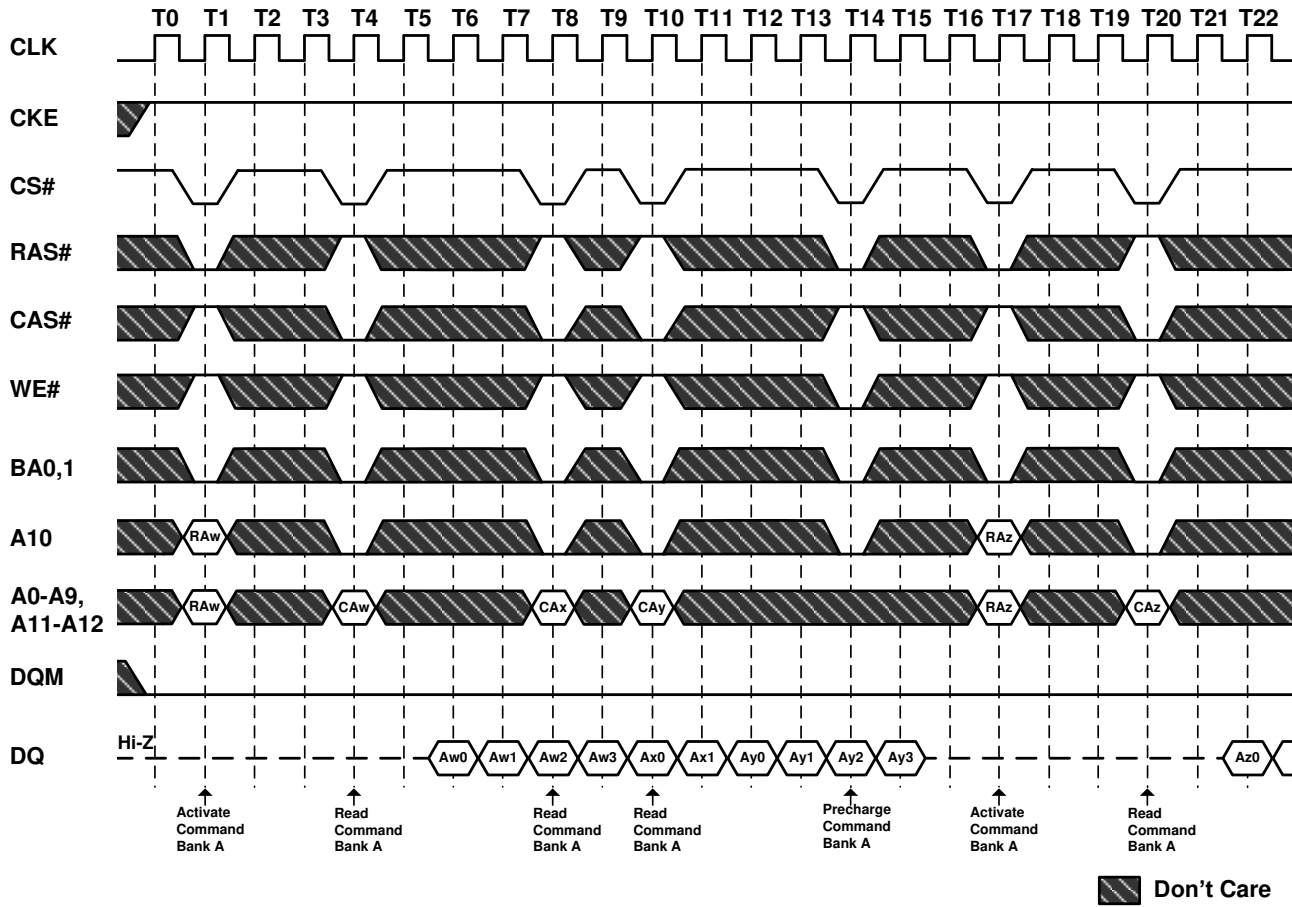 T0 T1 T2 T3 T4 T5 T6 T7 T8 T9 T10 T11 T12 T13 T14 T15 T16 T17 T18 T19 T20 T21 T22
CLK
CKE
CS#
RAS#
CAS#
WE#
BA0,1
A10
RAw
RAz
A0-A9,
A11-A12
RAw
CAw
CAx
CAy
RAz
CAz
DQM
DQ
Hi-Z
Aw0 Aw1 Aw2 Aw3 Ax0 Ax1 Ay0 Ay1 Ay2 Ay3 Az0
Activate
Command
Bank A
Read
Command
Bank A
Read
Command
Bank A
Read
Command
Bank A
Precharge
Command
Bank A
Activate
Command
Bank A
Read
Command
Bank A
Don't Care